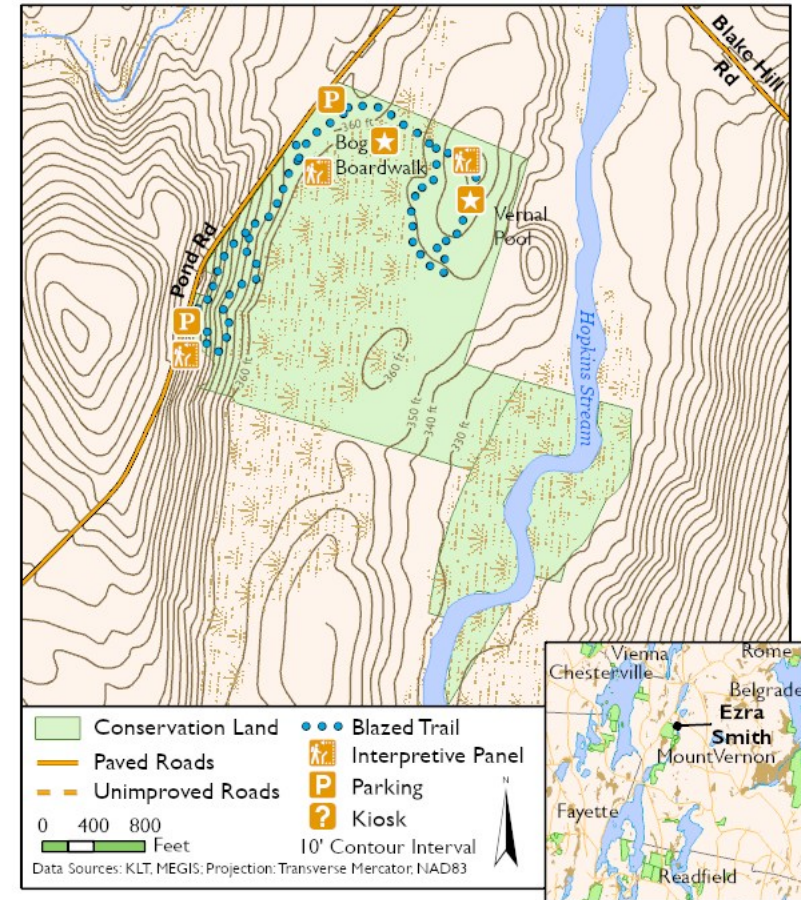 Blake Hill
Rd
P
360 ft
Bog
Boardwalk
Vernal
Pool
Pond Rd
P
Hopkins Stream
360
360 ft
350 ft
340 ft
330 ft
Conservation Land
Paved Roads
Unimproved Roads
0 400 800
Feet
Blazed Trail
Interpretive Panel
P Parking
? Kiosk
10' Contour Interval
N
Data Sources: KLT, MEGIS; Projection: Transverse Mercator, NAD83
Vienna
Rome
Chesterville
Belgrade
Ezra
Smith
MountVernon
Fayette
Readfield